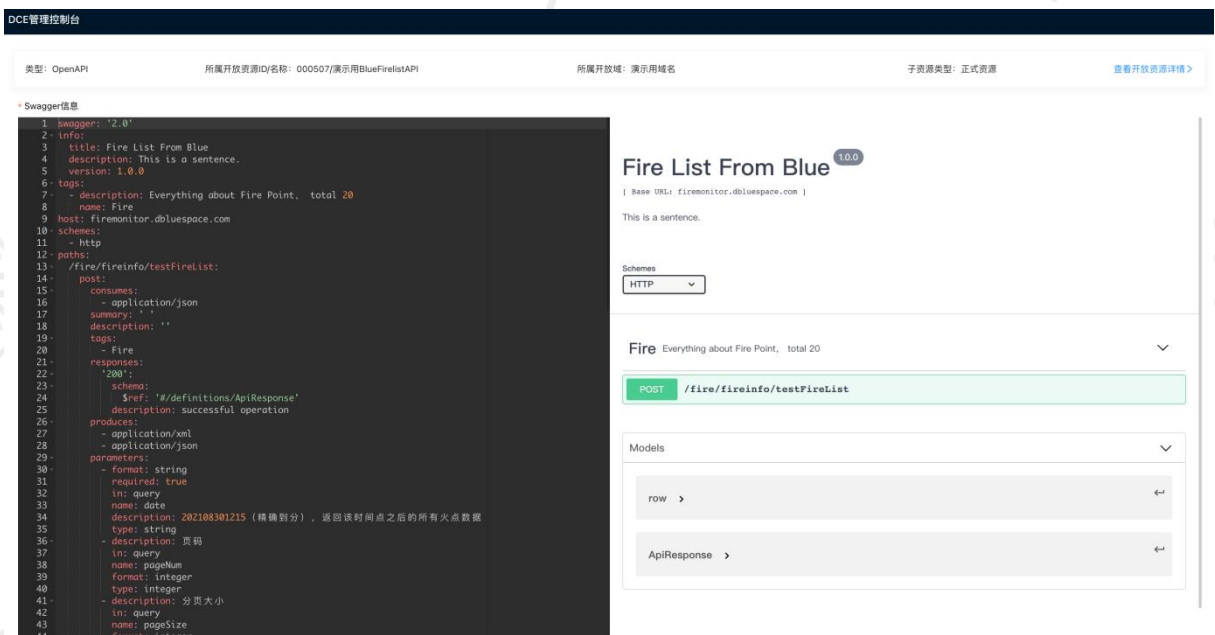 DCE管理控制台
类型: OpenAPI 所属开放资源ID/名称: 000507/演示用BlueFirelistAPI 所属开放域: 演示用域名 子资源类型: 正式资源 查看开放资源详情>
* Swagger信息
1 swagger: '2.0'
2 - info:
3 title: Fire List From Blue
4 description: This is a sentence.
5 version: 1.0.0
6 - tags:
7 - - description: Everything about Fire Point, total 20
8 name: Fire
9 host: firemonitor.dbluespace.com
10 - schemes:
11 - http
12 - paths:
13 - /fire/fireinfo/testFireList:
14 - post:
15 - consumes:
16 - application/json
17 summary: ' '
18 description: ''
19 - tags:
20 - Fire
21 - responses:
22 - '200':
23 - schema:
24 $ref: '#/definitions/ApiResponse'
25 description: successful operation
26 - produces:
27 - application/xml
28 - application/json
29 - parameters:
30 - - format: string
31 required: true
32 in: query
33 name: date
34 description: 202108301215 (精确到分) , 返回该时间点之后的所有火点数据
35 type: string
36 - - description: 页码
37 in: query
38 name: pageNum
39 format: integer
40 type: integer
41 - - description: 分页大小
42 in: query
43 name: pageSize
44 format: integer
Fire List From Blue 1.0.0
[ Base URL: firemonitor.dbluespace.com ]
This is a sentence.
Schemes
HTTP
Fire Everything about Fire Point, total 20
POST /fire/fireinfo/testFireList
Models
row >
ApiResponse >